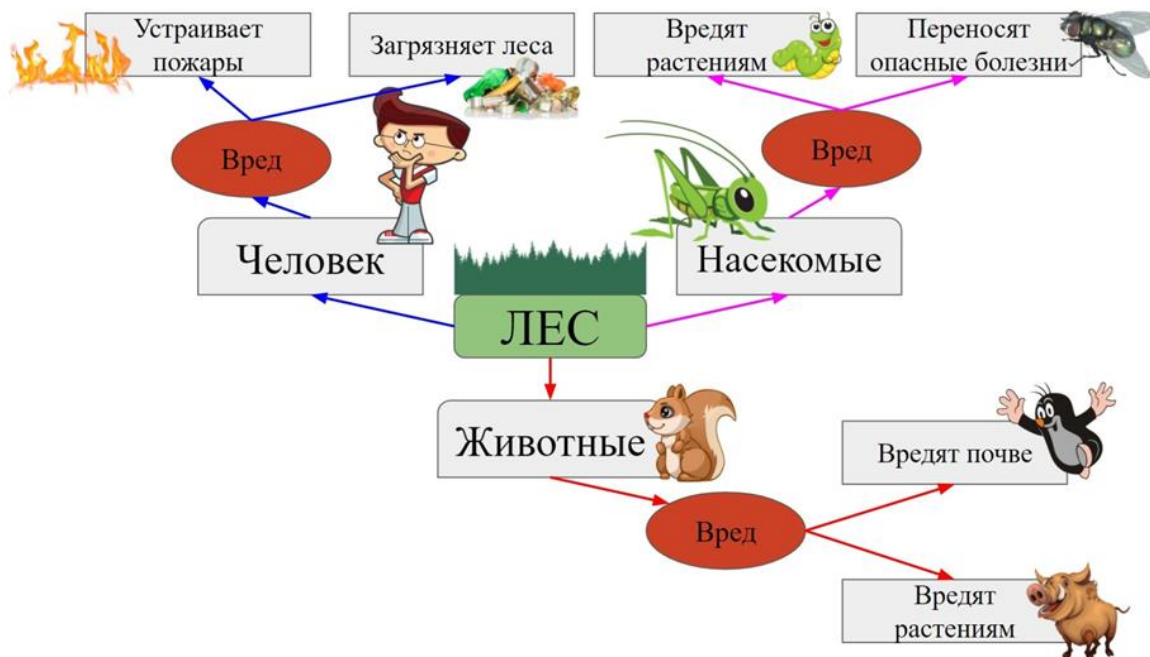 Устраивает
пожары
Загрязняет леса
Вредят
растениям
Переносят
опасные болезни
Вред
Вред
Человек
Насекомые
ЛЕС
Животные
Вредят почве
Вред
Вредят
растениям